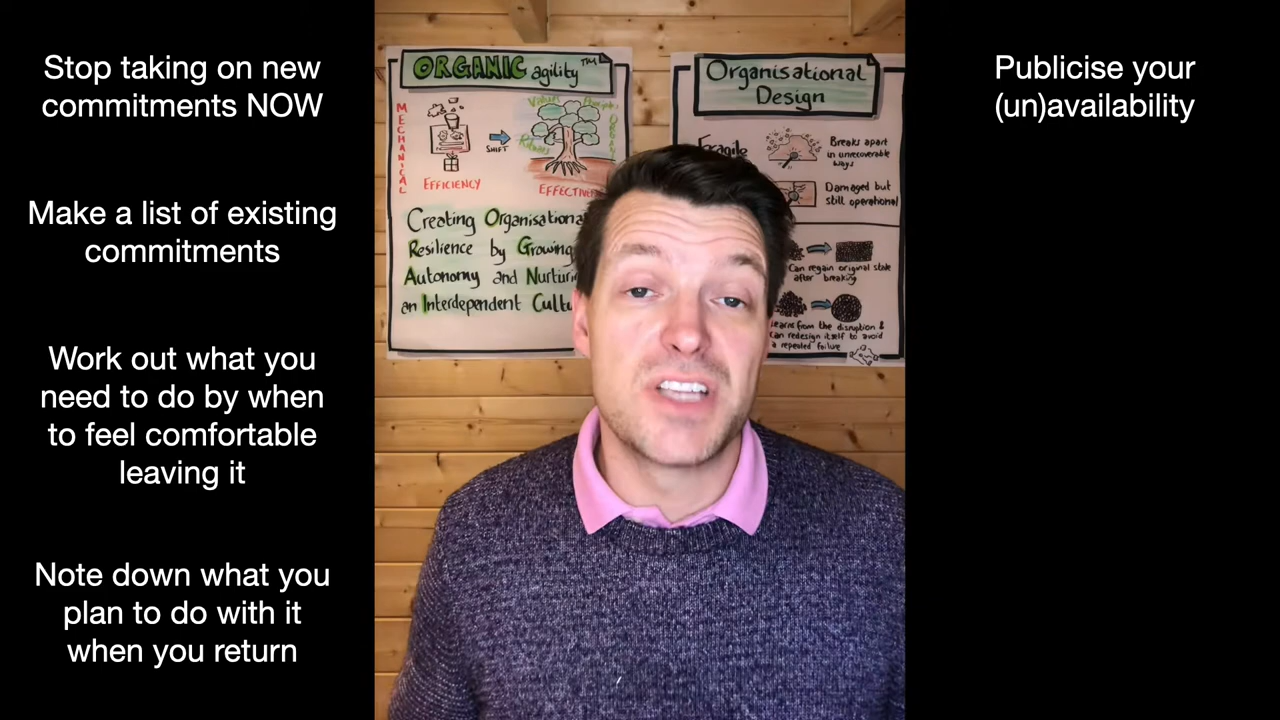 Stop taking on new
commitments NOW
Make a list of existing
commitments
Work out what you
need to do by when
to feel comfortable
leaving it
Note down what you
plan to do with it
when you return
ORGANIC agility™
MECHANICAL
SHIFT
EFFICIENCY
Creating Organisational
Resilience by Growing
Autonomy and Nurturi
an Interdependent Cultu
Organisational
Design
Fragile
Breaks apart
in unrecoverable
ways
Damaged but
still operational
Can regain original state
after breaking
Learns from the disruption &
can redesign itself to avoid
a repeated failure
Publicise your
(un)availability